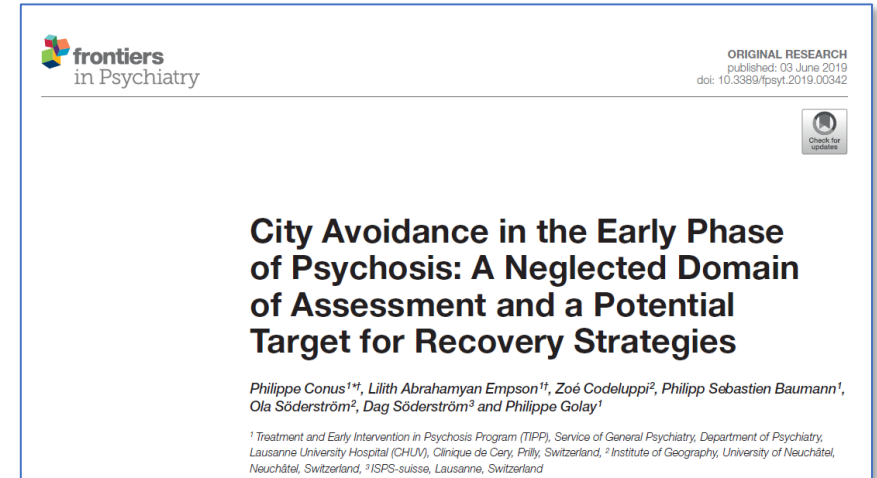 frontiers
in Psychiatry
ORIGINAL RESEARCH
published: 03 June 2019
doi: 10.3389/fpsyt.2019.00342
Check for
updates
City Avoidance in the Early Phase
of Psychosis: A Neglected Domain
of Assessment and a Potential
Target for Recovery Strategies
Philippe Conus1*†, Lilith Abrahamyan Empson1†, Zoé Codeluppi2, Philipp Sebastien Baumann1,
Ola Söderström2, Dag Söderström3 and Philippe Golay1
1 Treatment and Early Intervention in Psychosis Program (TIPP), Service of General Psychiatry, Department of Psychiatry,
Lausanne University Hospital (CHUV), Clinique de Cery, Prilly, Switzerland, 2 Institute of Geography, University of Neuchâtel,
Neuchâtel, Switzerland, 3 ISPS-suisse, Lausanne, Switzerland